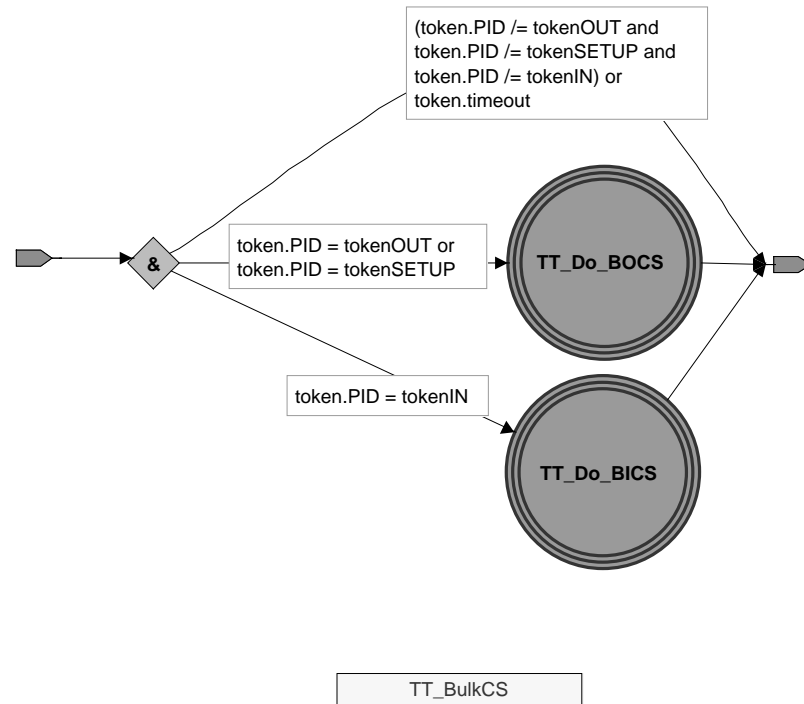 (token.PID /= tokenOUT and
token.PID /= tokenSETUP and
token.PID /= tokenIN) or
token.timeout
&
token.PID = tokenOUT or
token.PID = tokenSETUP
TT_Do_BOCS
token.PID = tokenIN
TT_Do_BICS
TT_BulkCS